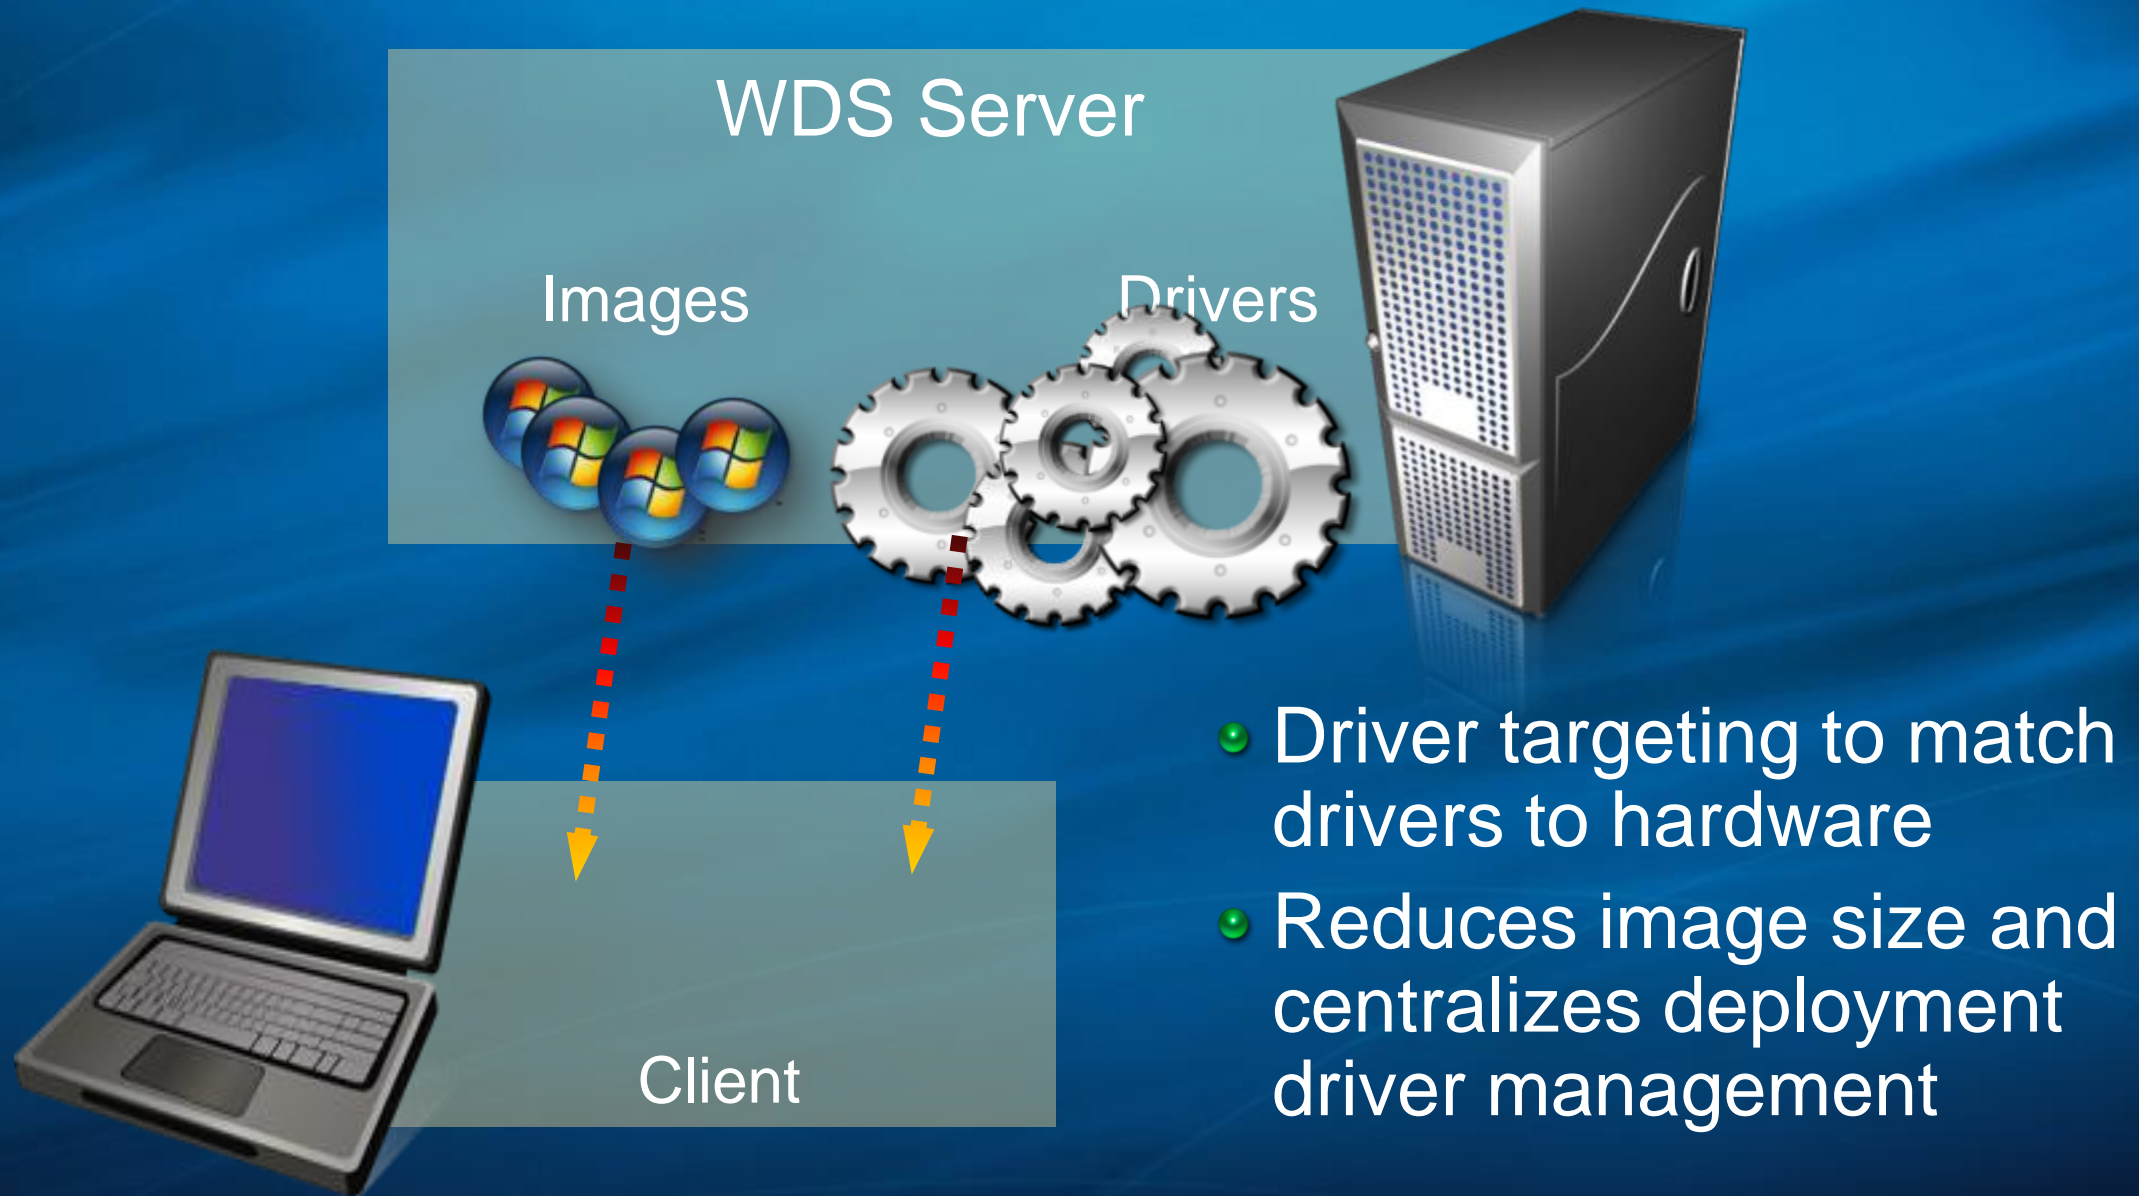 WDS Server
Images
Drivers
Client
Driver targeting to match
drivers to hardware
Reduces image size and
centralizes deployment
driver management